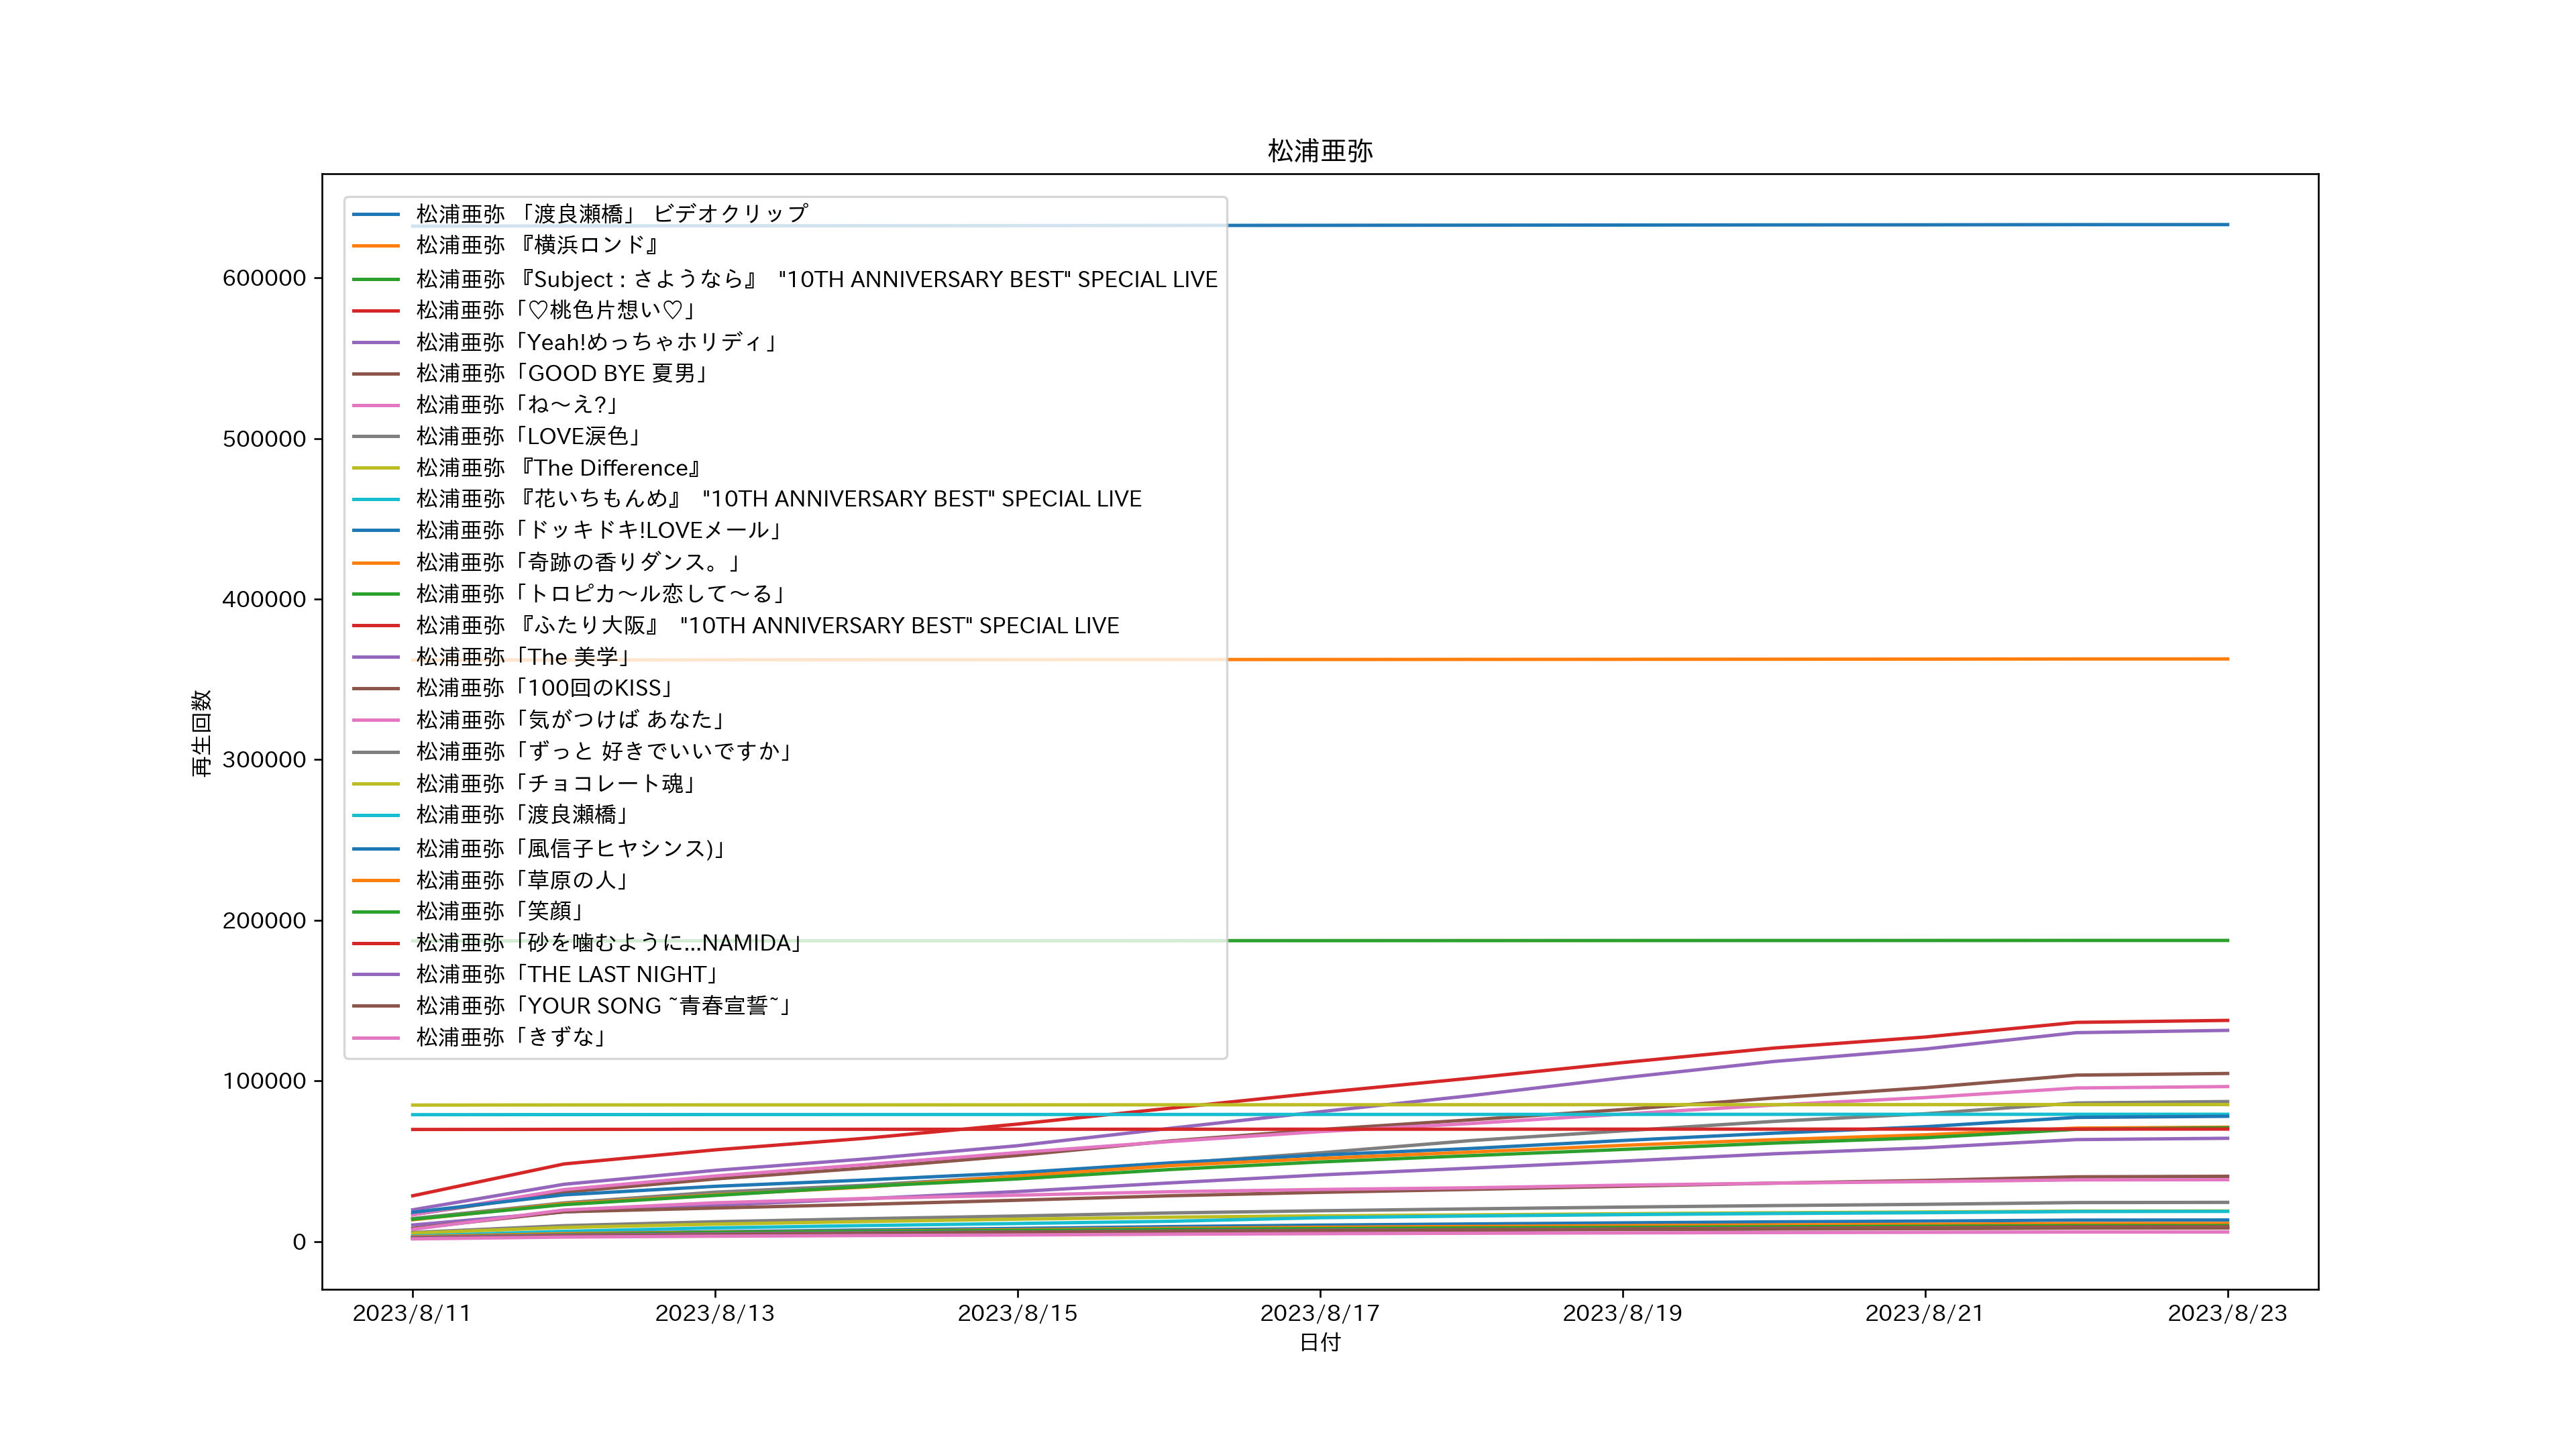 松浦亜弥
松浦亜弥 「渡良瀬橋」 ビデオクリップ
松浦亜弥 『横浜ロンド』
松浦亜弥 『Subject : さようなら』 "10TH ANNIVERSARY BEST" SPECIAL LIVE
松浦亜弥「♡桃色片想い♡」
松浦亜弥「Yeah!めっちゃホリディ」
松浦亜弥「GOOD BYE 夏男」
松浦亜弥「ね～え?」
松浦亜弥「LOVE涙色」
松浦亜弥 『The Difference』
松浦亜弥 『花いちもんめ』 "10TH ANNIVERSARY BEST" SPECIAL LIVE
松浦亜弥「ドッキドキ!LOVEメール」
松浦亜弥「奇跡の香りダンス。」
松浦亜弥「トロピカ～ル恋して～る」
松浦亜弥 『ふたり大阪』 "10TH ANNIVERSARY BEST" SPECIAL LIVE
松浦亜弥「The 美学」
松浦亜弥「100回のKISS」
松浦亜弥「気がつけば あなた」
松浦亜弥「ずっと 好きでいいですか」
松浦亜弥「チョコレート魂」
松浦亜弥「渡良瀬橋」
松浦亜弥「風信子ヒヤシンス)」
松浦亜弥「草原の人」
松浦亜弥「笑顔」
松浦亜弥「砂を噛むように…NAMIDA」
松浦亜弥「THE LAST NIGHT」
松浦亜弥「YOUR SONG ~青春宣誓~」
松浦亜弥「きずな」
600000
500000
400000
300000
200000
100000
0
再生回数
2023/8/11
2023/8/13
2023/8/15
2023/8/17
2023/8/19
2023/8/21
2023/8/23
日付